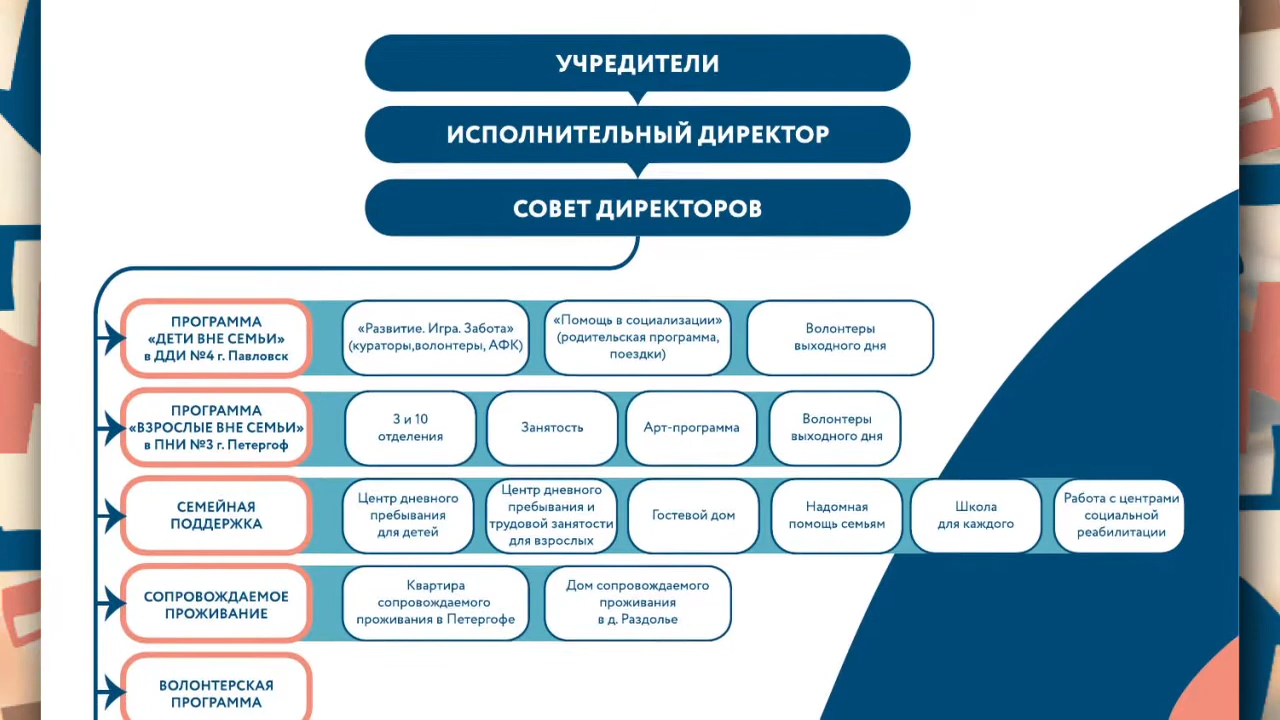 УЧРЕДИТЕЛИ
ИСПОЛНИТЕЛЬНЫЙ ДИРЕКТОР
СОВЕТ ДИРЕКТОРОВ
ПРОГРАММА
«ДЕТИ ВНЕ СЕМЬИ»
в ДДИ №4 г. Павловск
«Развитие. Игра. Забота»
(кураторы,волонтеры, АФК)
«Помощь в социализации»
(родительская программа,
поездки)
Волонтеры
выходного дня
ПРОГРАММА
«ВЗРОСЛЫЕ ВНЕ СЕМЬИ»
в ПНИ №3 г. Петергоф
3 и 10
отделения
Занятость
Арт-программа
Волонтеры
выходного дня
СЕМЕЙНАЯ
ПОДДЕРЖКА
Центр дневного
пребывания
для детей
Центр дневного
пребывания и
трудовой занятости
для взрослых
Гостевой дом
Надомная
помощь семьям
Школа
для каждого
Работа с центрами
социальной
реабилитации
СОПРОВОЖДАЕМОЕ
ПРОЖИВАНИЕ
Квартира
сопровождаемого
проживания в Петергофе
Дом сопровождаемого
проживания
в д. Раздолье
ВОЛОНТЕРСКАЯ
ПРОГРАММА